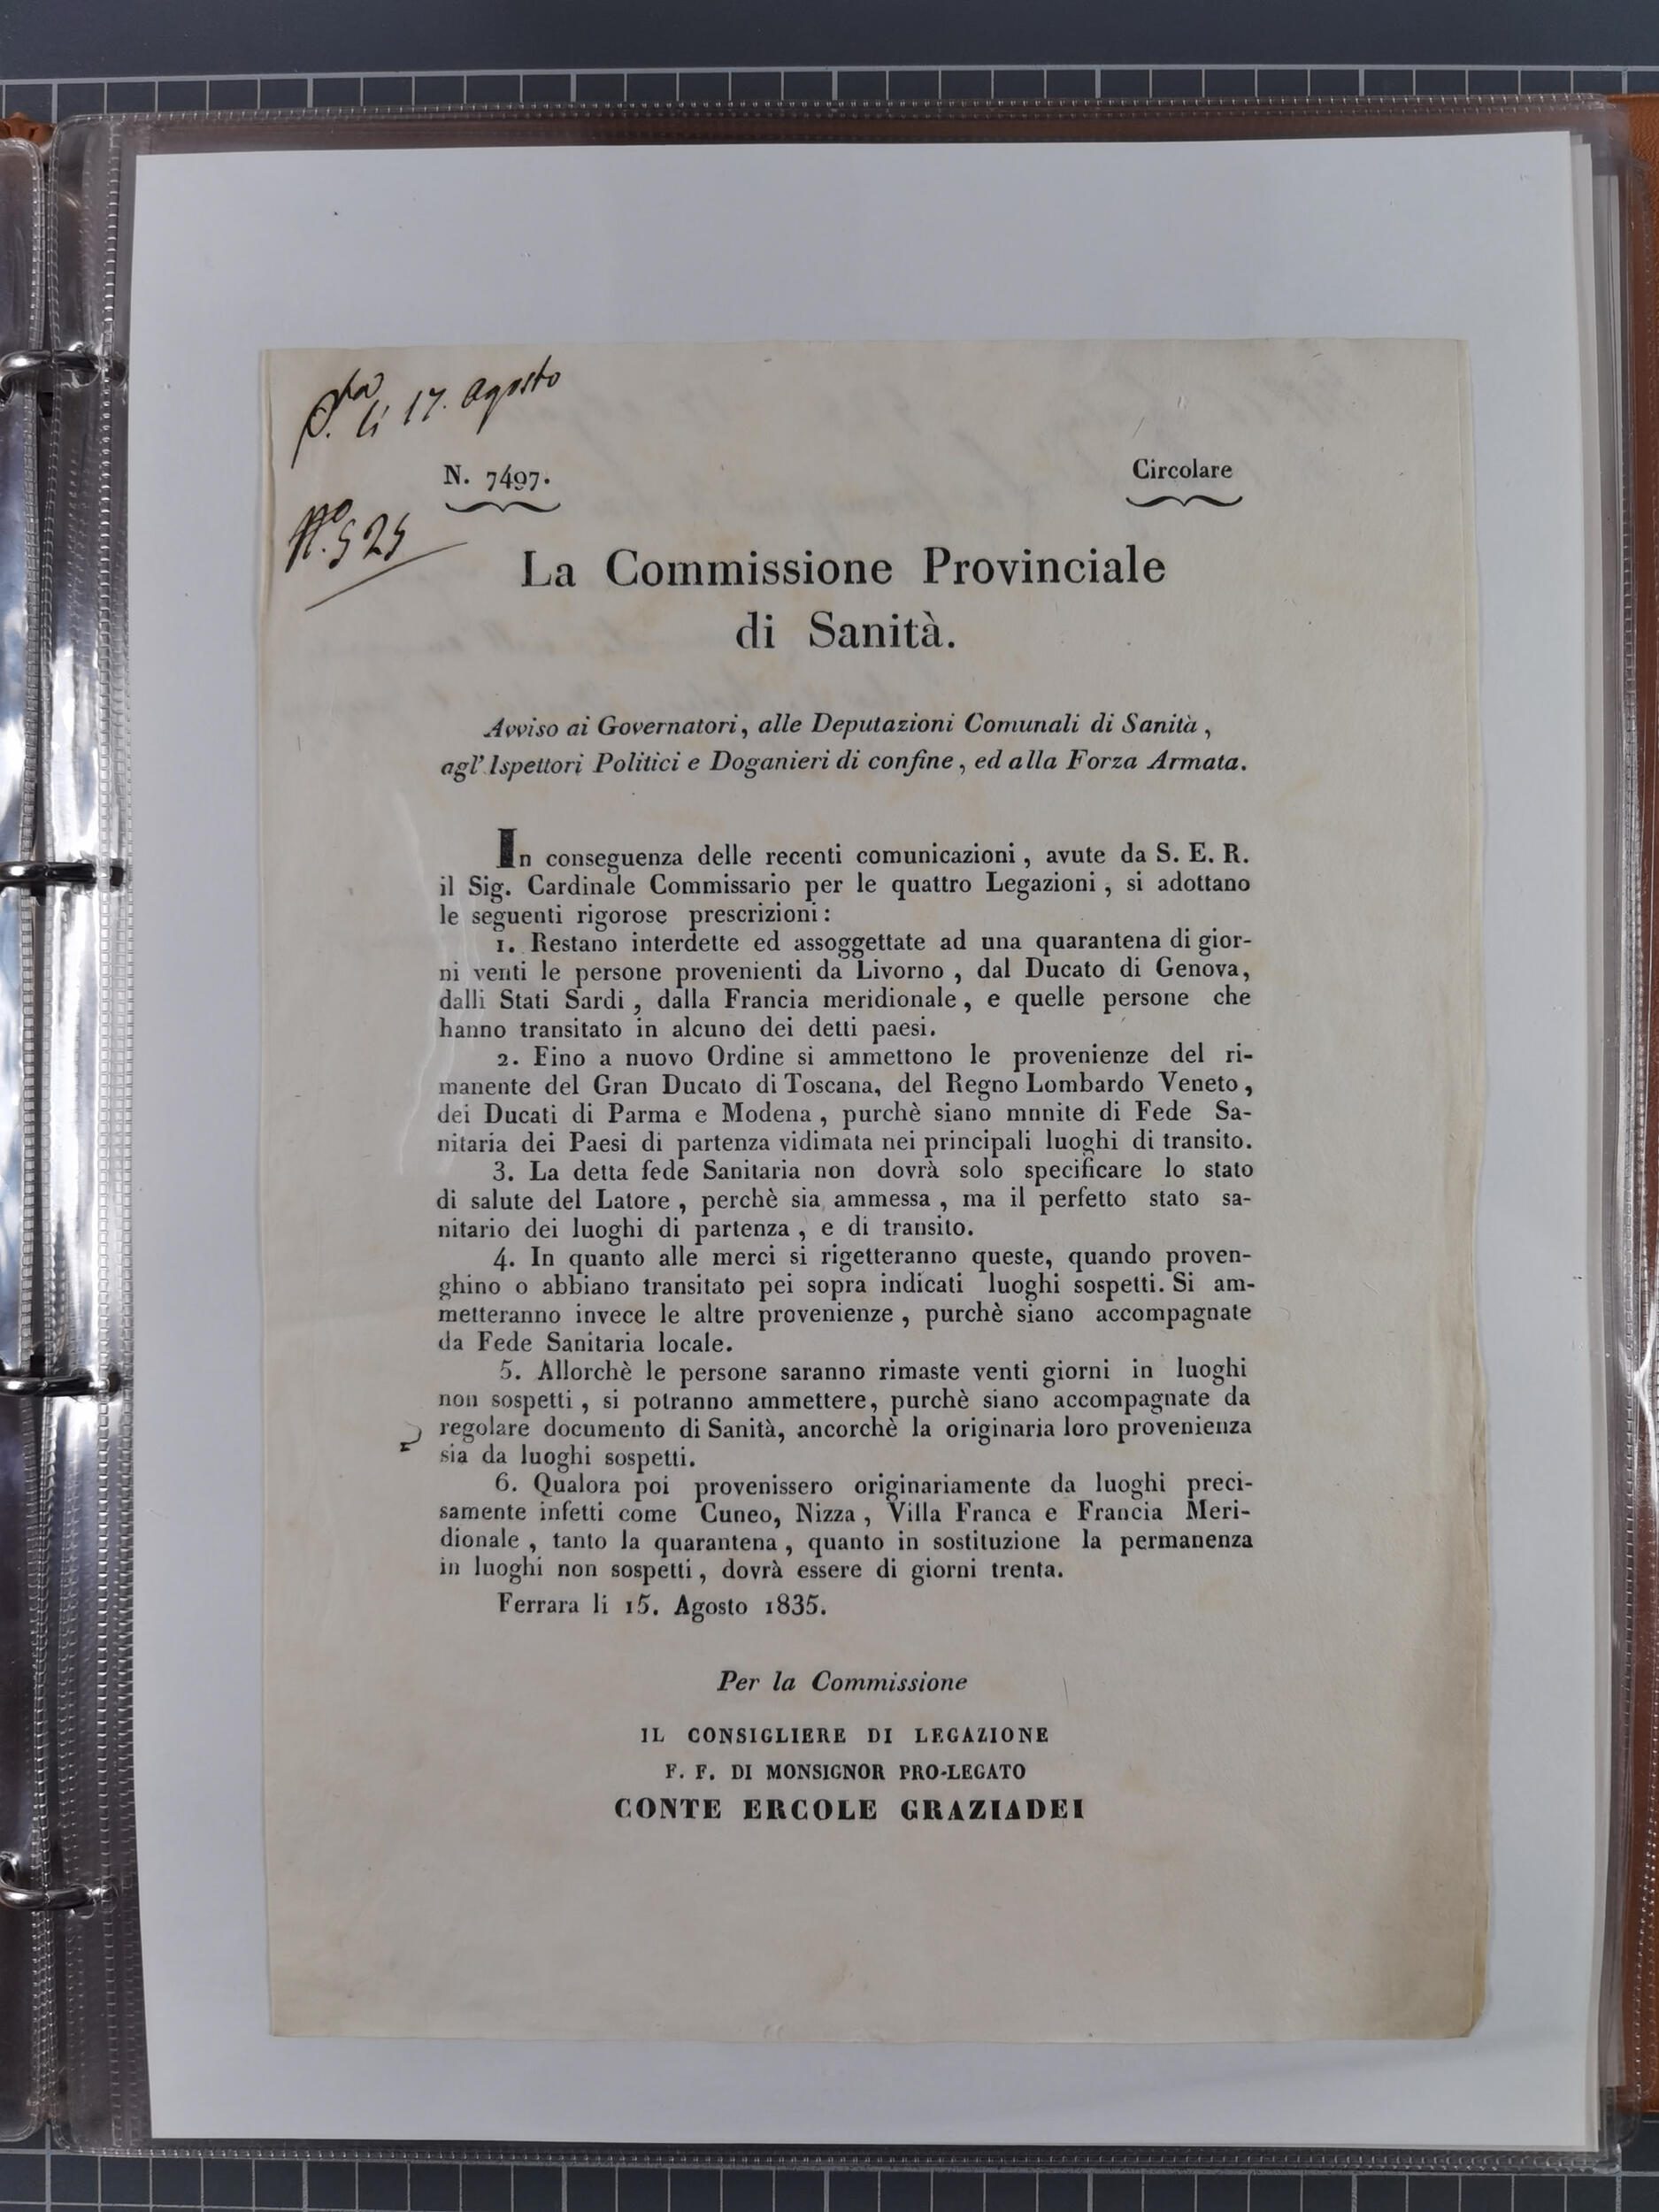 P.ta li 17. Agosto
N. 7497.
Circolare
N.o 525
La Commissione Provinciale
di Sanità.
Avviso ai Governatori, alle Deputazioni Comunali di Sanità,
agl'Ispettori Politici e Doganieri di confine, ed alla Forza Armata.
In conseguenza delle recenti comunicazioni, avute da S. E. R.
il Sig. Cardinale Commissario per le quattro Legazioni, si adottano
le seguenti rigorose prescrizioni:
1. Restano interdette ed assoggettate ad una quarantena di gior-
ni venti le persone provenienti da Livorno, dal Ducato di Genova,
dalli Stati Sardi, dalla Francia meridionale, e quelle persone che
hanno transitato in alcuno dei detti paesi.
2. Fino a nuovo Ordine si ammettono le provenienze del ri-
manente del Gran Ducato di Toscana, del Regno Lombardo Veneto,
dei Ducati di Parma e Modena, purchè siano mnnite di Fede Sa-
nitaria dei Paesi di partenza vidimata nei principali luoghi di transito.
3. La detta fede Sanitaria non dovrà solo specificare lo stato
di salute del Latore, perchè sia ammessa, ma il perfetto stato sa-
nitario dei luoghi di partenza, e di transito.
4. In quanto alle merci si rigetteranno queste, quando proven-
ghino o abbiano transitato pei sopra indicati luoghi sospetti. Si am-
metteranno invece le altre provenienze, purchè siano accompagnate
da Fede Sanitaria locale.
5. Allorchè le persone saranno rimaste venti giorni in luoghi
non sospetti, si potranno ammettere, purchè siano accompagnate da
regolare documento di Sanità, ancorchè la originaria loro provenienza
sia da luoghi sospetti.
6. Qualora poi provenissero originariamente da luoghi preci-
samente infetti come Cuneo, Nizza, Villa Franca e Francia Meri-
dionale, tanto la quarantena, quanto in sostituzione la permanenza
in luoghi non sospetti, dovrà essere di giorni trenta.
Ferrara li 15. Agosto 1835.
Per la Commissione
IL CONSIGLIERE DI LEGAZIONE
F. F. DI MONSIGNOR PRO-LEGATO
CONTE ERCOLE GRAZIADEI